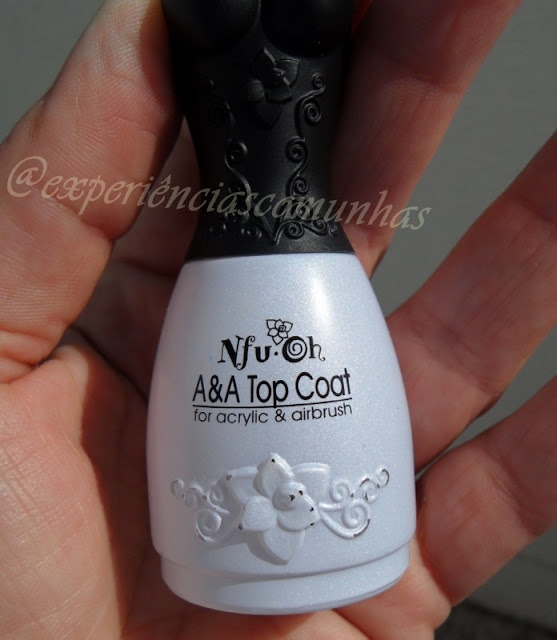 @experiênciascamunhas
Nfu·Oh
A&A Top Coat
for acrylic & airbrush